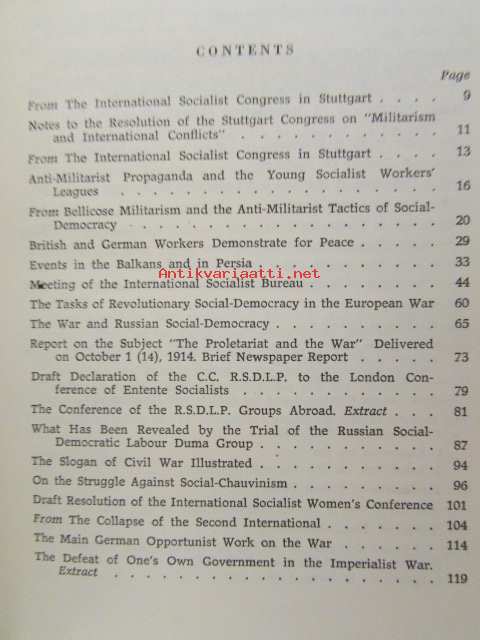 CONTENTS
Page
From The International Socialist Congress in Stuttgart . . . . 9
Notes to the Resolution of the Stuttgart Congress on "Militarism
and International Conflicts" . . . . . . . . . . . 11
From The International Socialist Congress in Stuttgart . . . . 13
Anti-Militarist Propaganda and the Young Socialist Workers'
Leagues . . . . . . . . . . . . . . . . . . 16
From Bellicose Militarism and the Anti-Militarist Tactics of Social-
Democracy . . . . . . . . . . . . . . . . . 20
British and German Workers Demonstrate for Peace . . . . . 29
Events in the Balkans and in Persia . . . . . . . . . . 33
Antikvariaatti.net
Meeting of the International Socialist Bureau . . . . . . . 44
The Tasks of Revolutionary Social-Democracy in the European War 60
The War and Russian Social-Democracy . . . . . . . . . 65
Report on the Subject "The Proletariat and the War" Delivered
on October 1 (14), 1914. Brief Newspaper Report . . . . . 73
Draft Declaration of the C.C. R.S.D.L.P. to the London Con-
ference of Entente Socialists . . . . . . . . . . . 79
The Conference of the R.S.D.L.P. Groups Abroad. Extract . . . 81
What Has Been Revealed by the Trial of the Russian Social-
Democratic Labour Duma Group . . . . . . . . . . 87
The Slogan of Civil War Illustrated . . . . . . . . . . 94
On the Struggle Against Social-Chauvinism . . . . . . . . 96
Draft Resolution of the International Socialist Women's Conference 101
From The Collapse of the Second International . . . . . . 104
The Main German Opportunist Work on the War . . . . . . 114
The Defeat of One's Own Government in the Imperialist War.
Extract . . . . . . . . . . . . . . . . . . 119